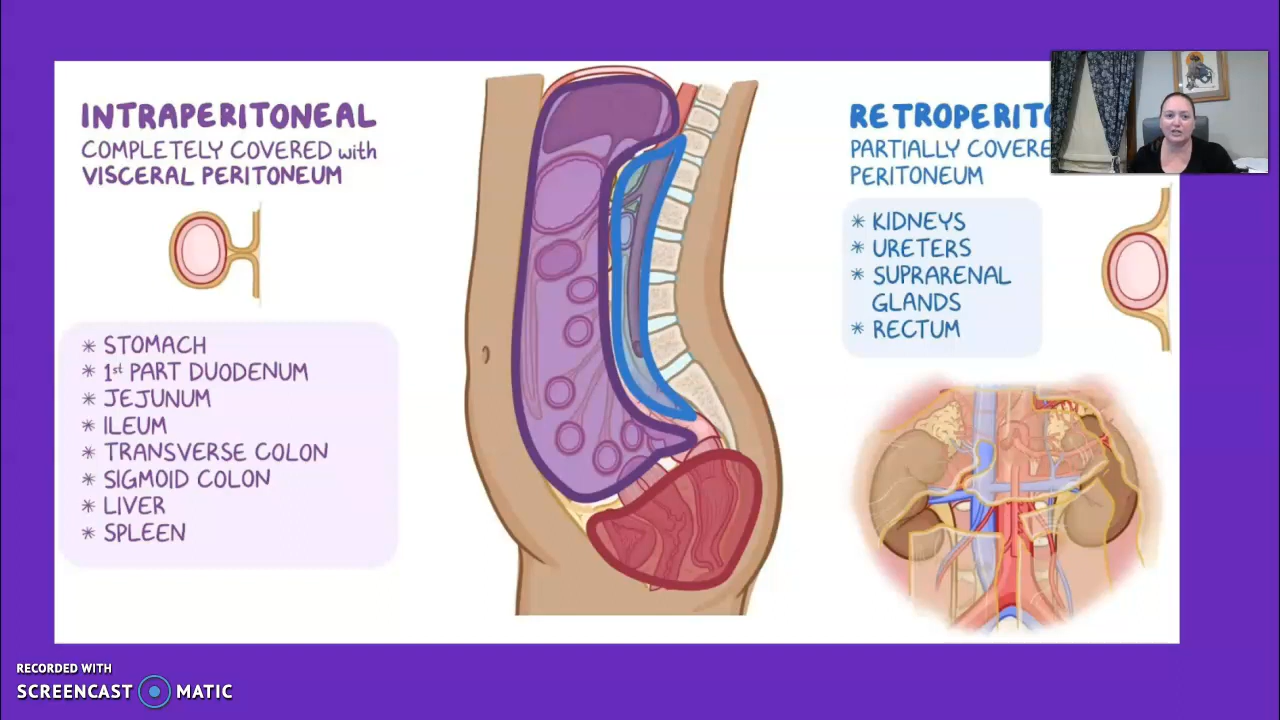 INTRAPERITONEAL
COMPLETELY COVERED with
VISCERAL PERITONEUM
* STOMACH
* 1st PART DUODENUM
* JEJUNUM
* ILEUM
* TRANSVERSE COLON
* SIGMOID COLON
* LIVER
* SPLEEN
RETROPERITO
PARTIALLY COVERE
PERITONEUM
* KIDNEYS
* URETERS
* SUPRARENAL
GLANDS
* RECTUM
RECORDED WITH
SCREENCAST MATIC